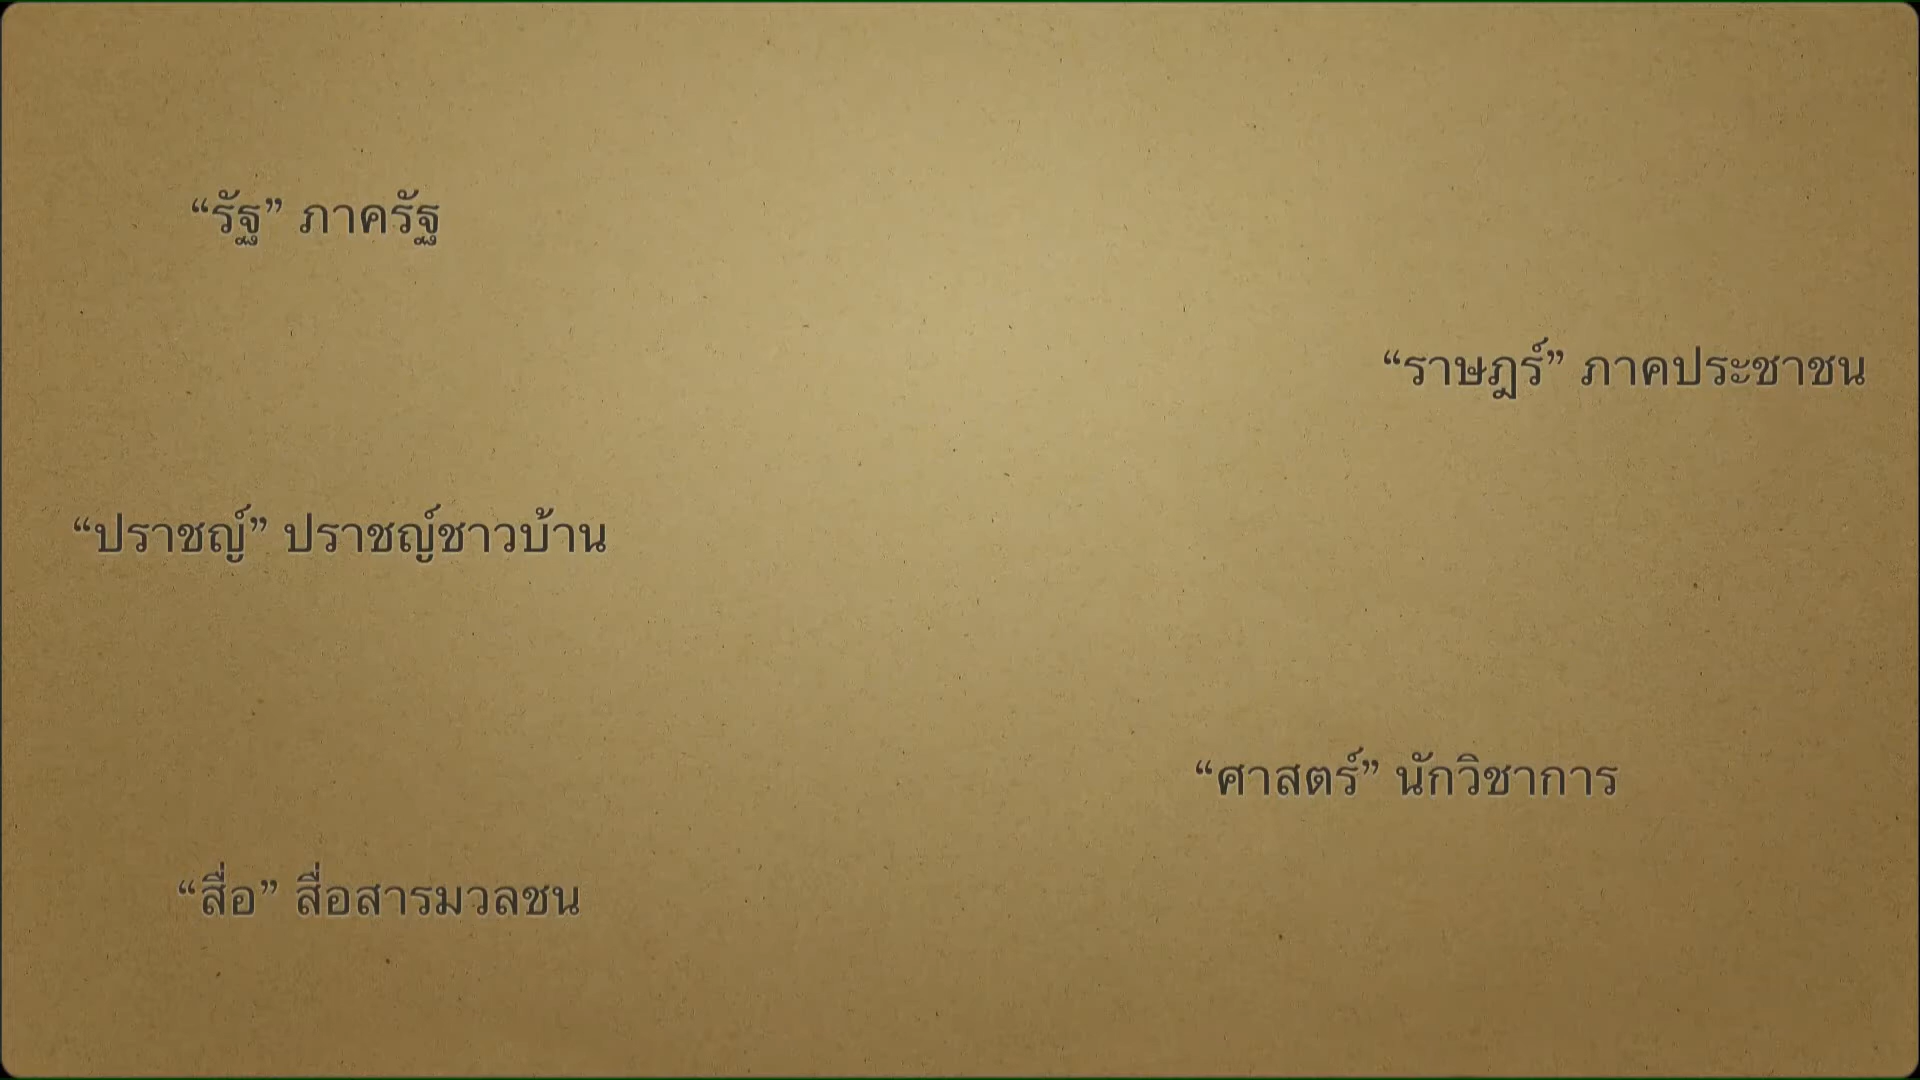 “รัฐ” ภาครัฐ
“ราษฎร์” ภาคประชาชน
“ปราชญ์” ปราชญ์ชาวบ้าน
“ศาสตร์” นักวิชาการ
“สื่อ” สื่อสารมวลชน